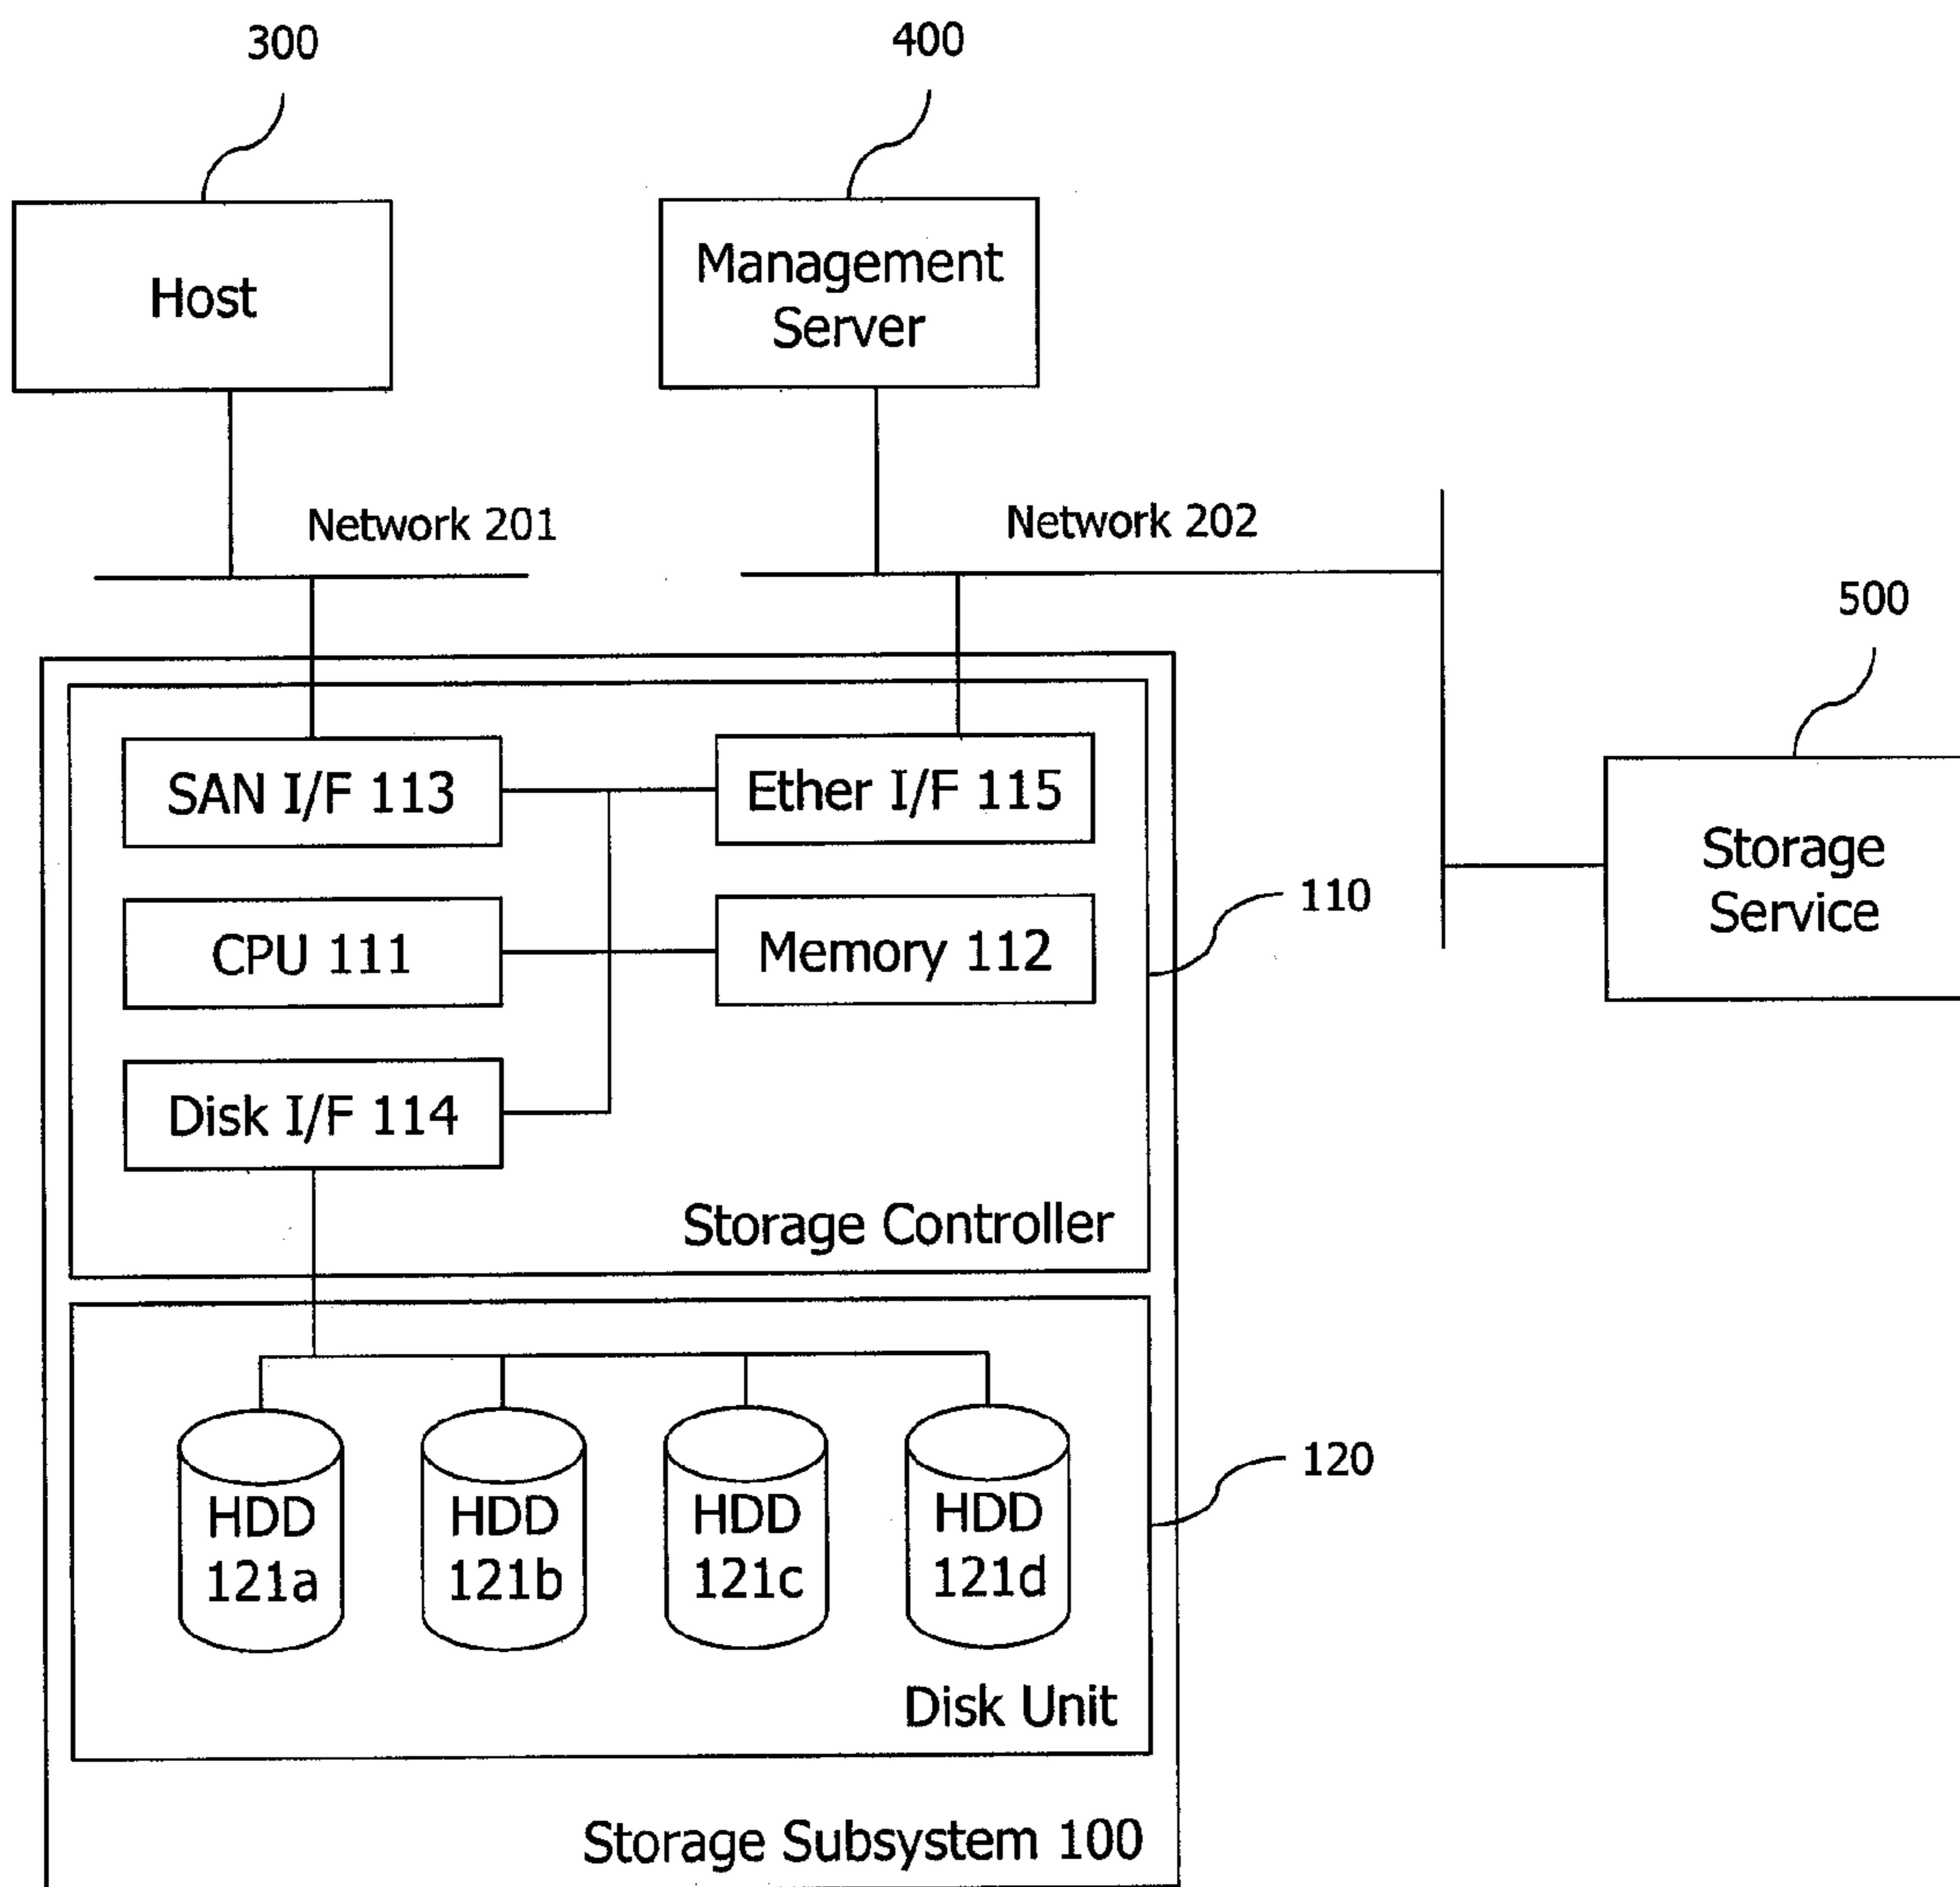 300
400
Host
Management
Server
Network 201
Network 202
500
SAN I/F 113
Ether I/F 115
Storage
Service
110
CPU 111
Memory 112
Disk I/F 114
Storage Controller
120
HDD
121a
HDD
121b
HDD
121c
HDD
121d
Disk Unit
Storage Subsystem 100